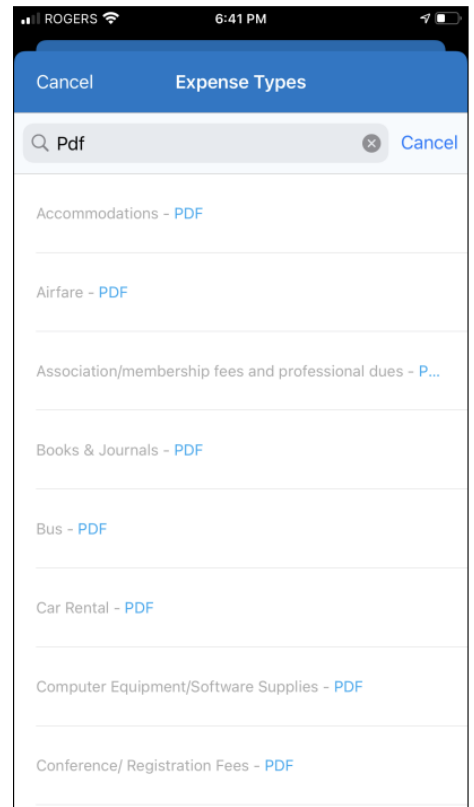 ROGERS 6:41 PM
Cancel Expense Types
Pdf Cancel
Accommodations - PDF
Airfare - PDF
Association/membership fees and professional dues - P...
Books & Journals - PDF
Bus - PDF
Car Rental - PDF
Computer Equipment/Software Supplies - PDF
Conference/ Registration Fees - PDF